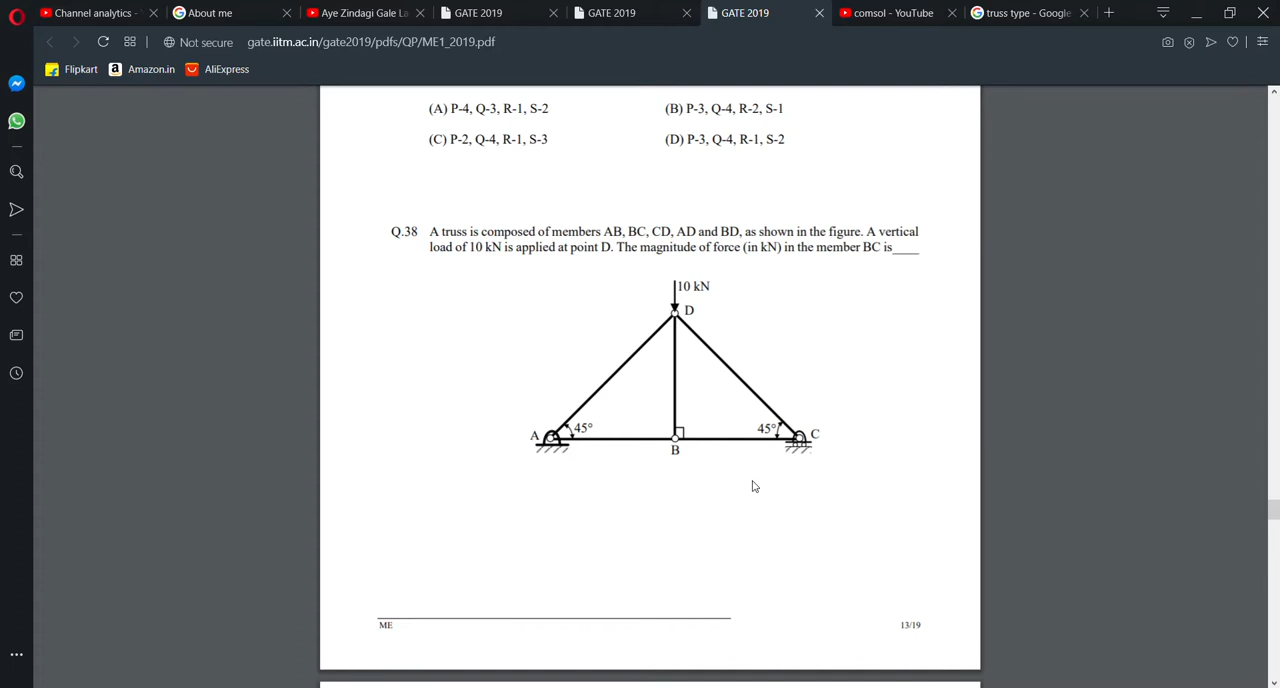 Channel analytics -
About me
Aye Zindagi Gale La
GATE 2019
GATE 2019
GATE 2019
comsol - YouTube
truss type - Google
Not secure
gate.iitm.ac.in/gate2019/pdfs/QP/ME1_2019.pdf
Flipkart
Amazon.in
AliExpress
(A) P-4, Q-3, R-1, S-2
(B) P-3, Q-4, R-2, S-1
(C) P-2, Q-4, R-1, S-3
(D) P-3, Q-4, R-1, S-2
Q.38 A truss is composed of members AB, BC, CD, AD and BD, as shown in the figure. A vertical
load of 10 kN is applied at point D. The magnitude of force (in kN) in the member BC is____
10 kN
D
A
45°
45°
C
B
ME
13/19